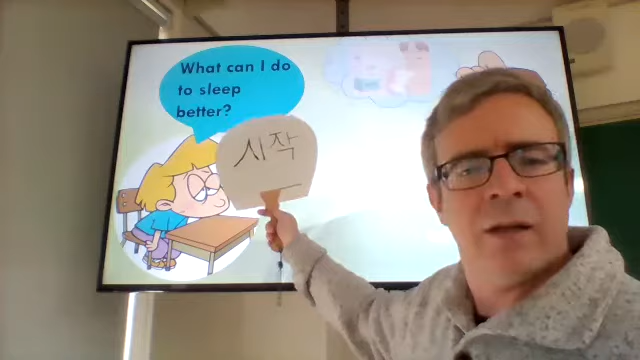 What can I do
to sleep
better?
시작